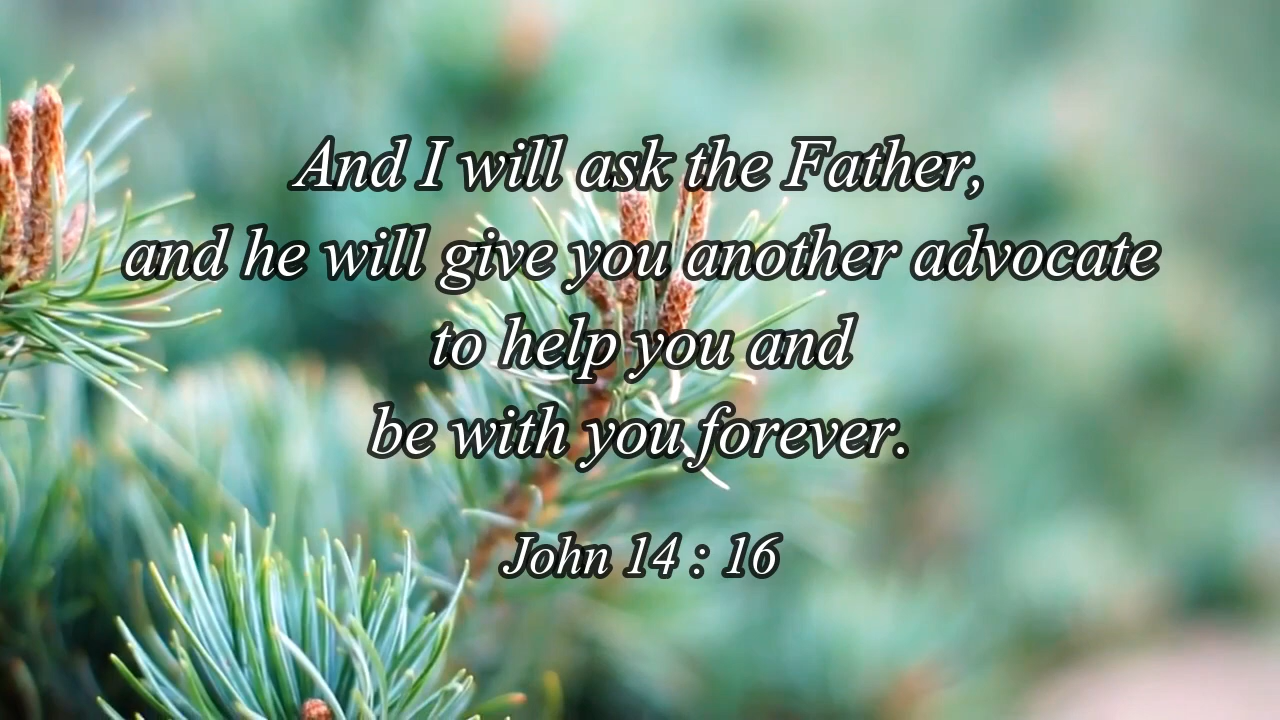 And I will ask the Father,
and he will give you another advocate
to help you and
be with you forever.
John 14 : 16